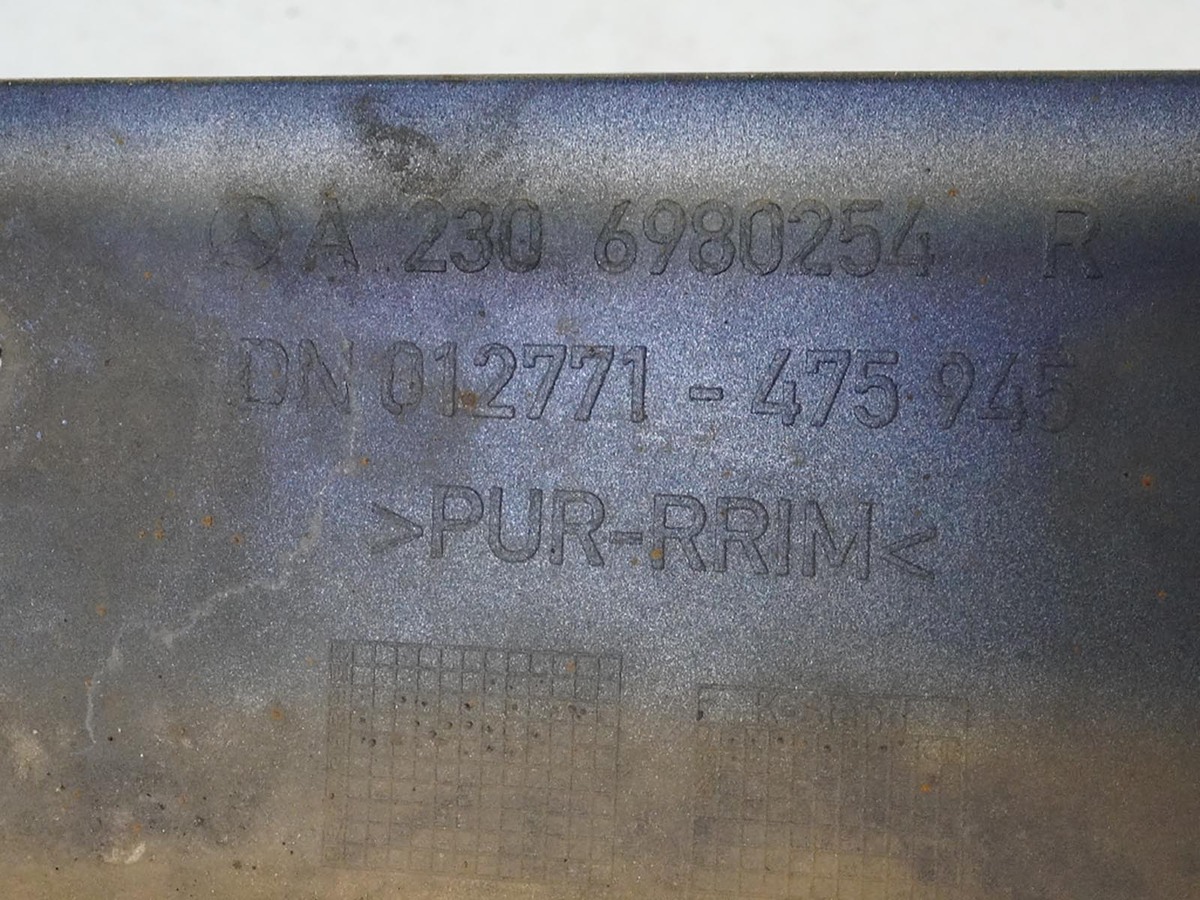 A 230 6980254 R
DN 012771 - 475 945
>PUR-RRIM<